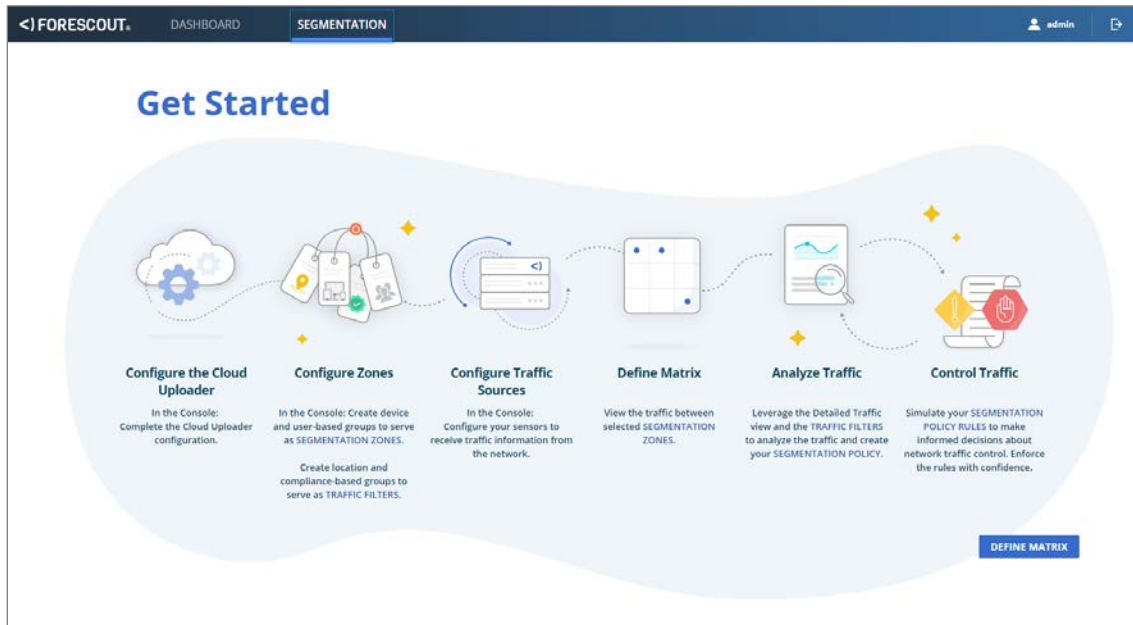 <) FORESCOUT.
DASHBOARD
SEGMENTATION
admin
Get Started
Configure the Cloud
Uploader
In the Console:
Complete the Cloud Uploader
configuration.
Configure Zones
In the Console: Create device
and user-based groups to serve
as SEGMENTATION ZONES.
Create location and
compliance-based groups to
serve as TRAFFIC FILTERS.
Configure Traffic
Sources
In the Console:
Configure your sensors to
receive traffic information from
the network.
Define Matrix
View the traffic between
selected SEGMENTATION
ZONES.
Analyze Traffic
Leverage the Detailed Traffic
view and the TRAFFIC FILTERS
to analyze the traffic and create
your SEGMENTATION POLICY.
Control Traffic
Simulate your SEGMENTATION
POLICY RULES to make
informed decisions about
network traffic control. Enforce
the rules with confidence.
DEFINE MATRIX